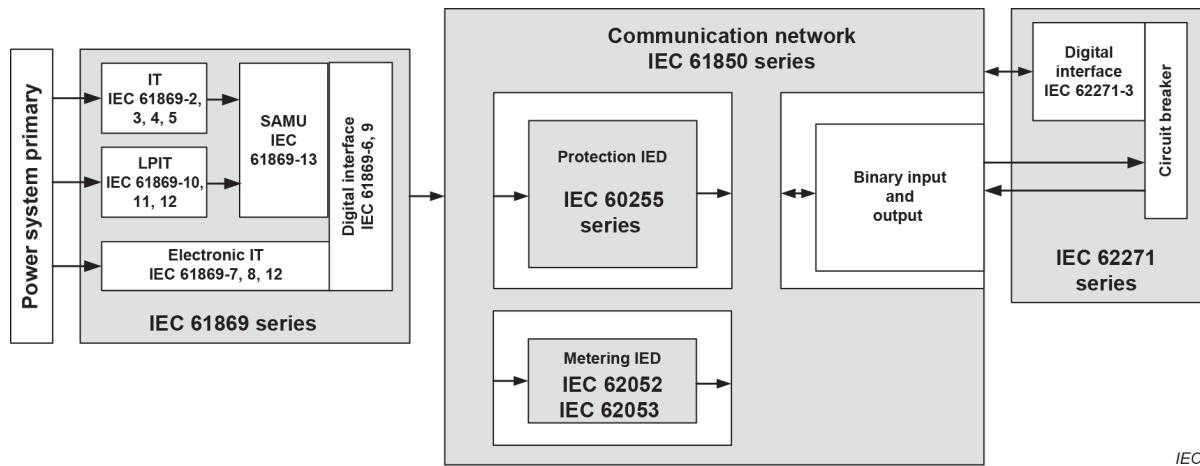 Power system primary
IT
IEC 61869-2,
3, 4, 5
LPIT
IEC 61869-10,
11, 12
SAMU
IEC
61869-13
Digital interface
IEC 61869-6, 9
Electronic IT
IEC 61869-7, 8, 12
IEC 61869 series
Communication network
IEC 61850 series
Protection IED
IEC 60255
series
Metering IED
IEC 62052
IEC 62053
Binary input
and
output
Digital
interface
IEC 62271-3
Circuit breaker
IEC 62271
series
IEC